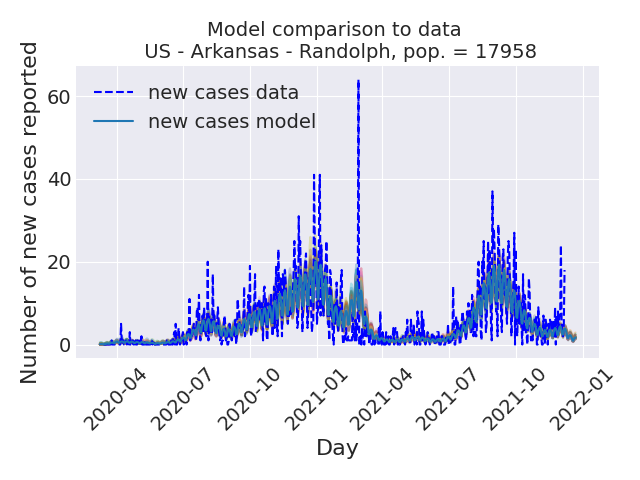 Model comparison to data
US - Arkansas - Randolph, pop. = 17958
new cases data
new cases model
Number of new cases reported
60
40
20
0
2020-04
2020-07
2020-10
2021-01
2021-04
2021-07
2021-10
2022-01
Day